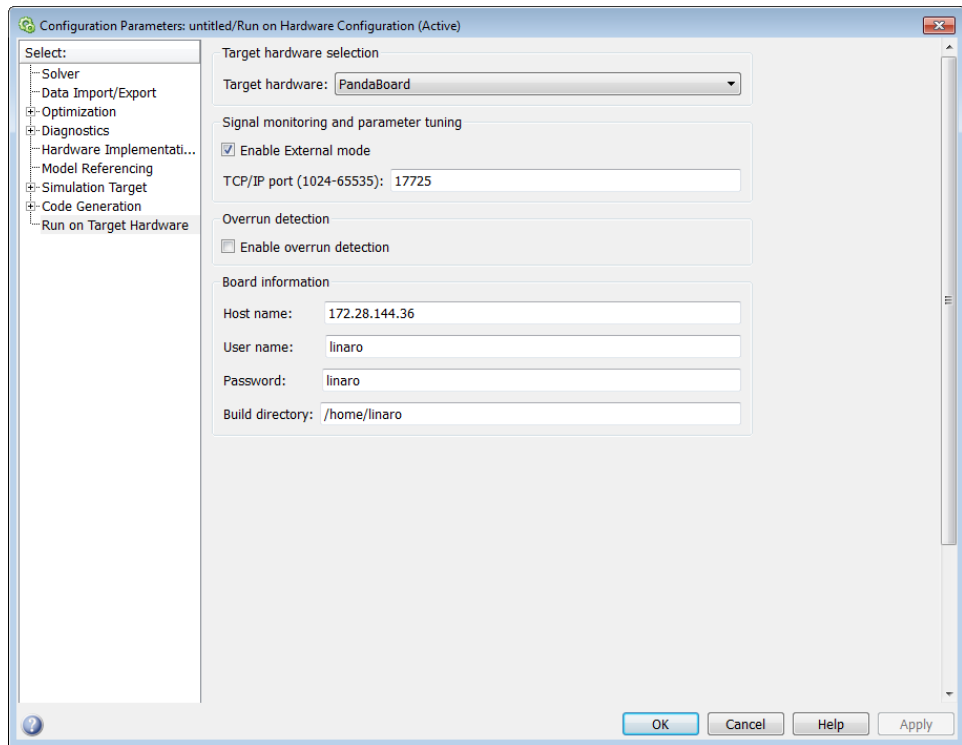 Configuration Parameters: untitled/Run on Hardware Configuration (Active)
Select:
Solver
Data Import/Export
Optimization
Diagnostics
Hardware Implementati...
Model Referencing
Simulation Target
Code Generation
Run on Target Hardware
Target hardware selection
Target hardware: PandaBoard
Signal monitoring and parameter tuning
Enable External mode
TCP/IP port (1024-65535): 17725
Overrun detection
Enable overrun detection
Board information
Host name: 172.28.144.36
User name: linaro
Password: linaro
Build directory: /home/linaro
OK Cancel Help Apply